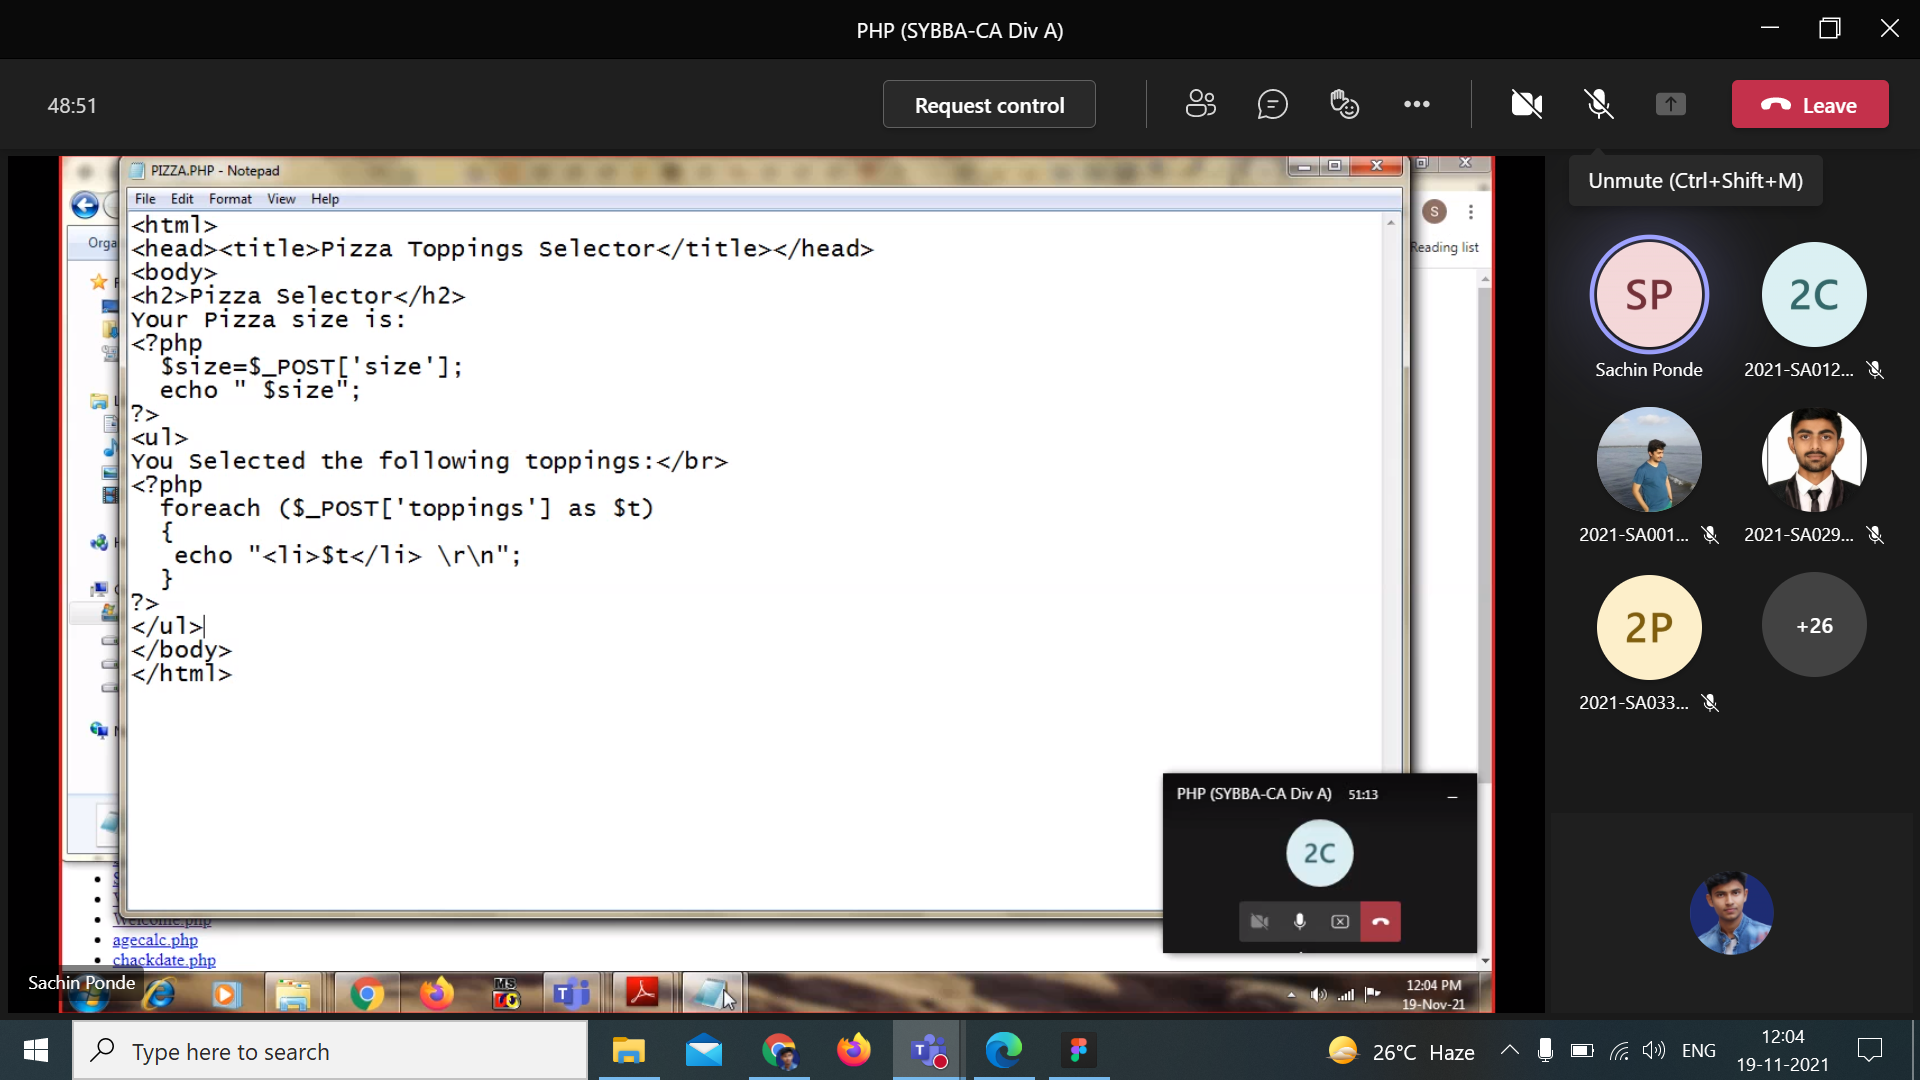 PHP (SYBBA-CA Div A)
48:51
Request control
Leave
Unmute (Ctrl+Shift+M)
PIZZA.PHP - Notepad
File Edit Format View Help
<html>
<head><title>Pizza Toppings Selector</title></head>
<body>
<h2>Pizza Selector</h2>
Your Pizza size is:
<?php
$size=$_POST['size'];
echo " $size";
?>
<ul>
You Selected the following toppings:</br>
<?php
foreach ($_POST['toppings'] as $t)
{
echo "<li>$t</li> \r\n";
}
?>
</ul>
</body>
</html>
Orga
S
Reading list
Welcome.php
agecalc.php
chackdate.php
PHP (SYBBA-CA Div A) 51:13
2C
Sachin Ponde
MS
12:04 PM
19-Nov-21
SP
Sachin Ponde
2C
2021-SA012...
2021-SA001...
2021-SA029...
2P
2021-SA033...
+26
Type here to search
26°C Haze
ENG
12:04
19-11-2021